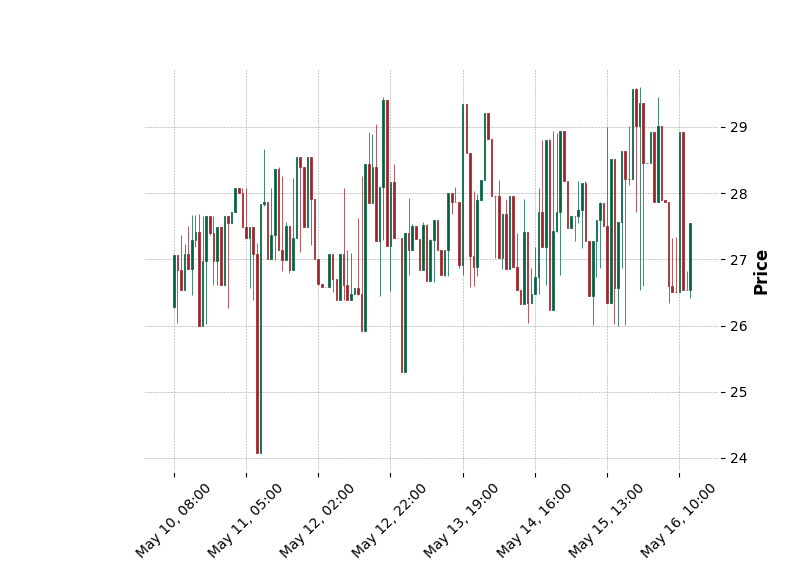 29
28
27
26
25
24
Price
May 10, 08:00
May 11, 05:00
May 12, 02:00
May 12, 22:00
May 13, 19:00
May 14, 16:00
May 15, 13:00
May 16, 10:00